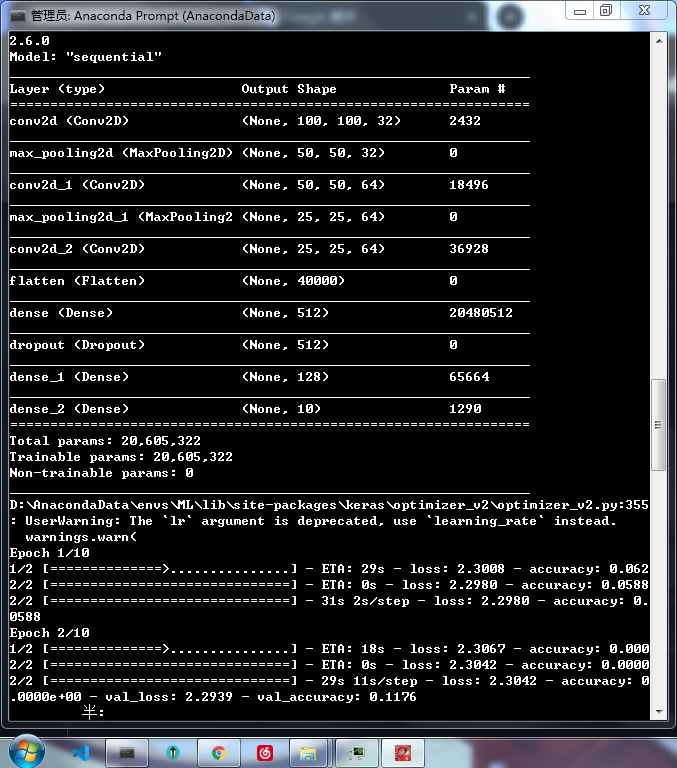 管理员: Anaconda Prompt (AnacondaData)
2.6.0
Model: "sequential"
Layer (type) Output Shape Param #
=================================================================
conv2d (Conv2D) (None, 100, 100, 32) 2432
max_pooling2d (MaxPooling2D) (None, 50, 50, 32) 0
conv2d_1 (Conv2D) (None, 50, 50, 64) 18496
max_pooling2d_1 (MaxPooling2 (None, 25, 25, 64) 0
conv2d_2 (Conv2D) (None, 25, 25, 64) 36928
flatten (Flatten) (None, 40000) 0
dense (Dense) (None, 512) 20480512
dropout (Dropout) (None, 512) 0
dense_1 (Dense) (None, 128) 65664
dense_2 (Dense) (None, 10) 1290
=================================================================
Total params: 20,605,322
Trainable params: 20,605,322
Non-trainable params: 0
D:\AnacondaData\envs\ML\lib\site-packages\keras\optimizer_v2\optimizer_v2.py:355
: UserWarning: The `lr` argument is deprecated, use `learning_rate` instead.
warnings.warn(
Epoch 1/10
1/2 [==============>...............] - ETA: 29s - loss: 2.3008 - accuracy: 0.062
2/2 [==============================] - ETA: 0s - loss: 2.2980 - accuracy: 0.0588
2/2 [==============================] - 31s 2s/step - loss: 2.2980 - accuracy: 0.
0588
Epoch 2/10
1/2 [==============>...............] - ETA: 18s - loss: 2.3067 - accuracy: 0.000
2/2 [==============================] - ETA: 0s - loss: 2.3042 - accuracy: 0.0000
2/2 [==============================] - 29s 11s/step - loss: 2.3042 - accuracy: 0
.0000e+00 - val_loss: 2.2939 - val_accuracy: 0.1176
半: